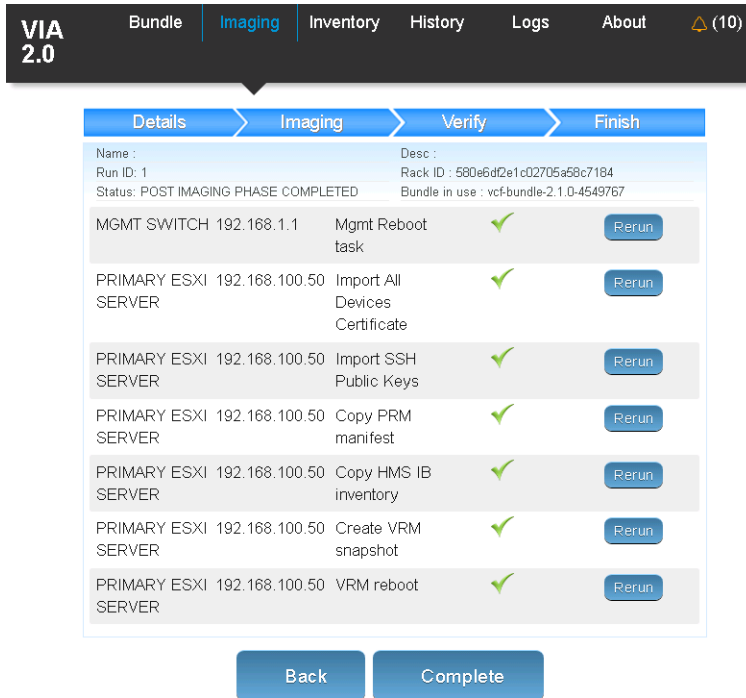 VIA 2.0
Bundle Imaging Inventory History Logs About (10)
Details Imaging Verify Finish
Name : Desc :
Run ID: 1 Rack ID : 580e6df2e1c02705a58c7184
Status: POST IMAGING PHASE COMPLETED Bundle in use : vcf-bundle-2.1.0-4549767
MGMT SWITCH 192.168.1.1 Mgmt Reboot task Rerun
PRIMARY ESXI SERVER 192.168.100.50 Import All Devices Certificate Rerun
PRIMARY ESXI SERVER 192.168.100.50 Import SSH Public Keys Rerun
PRIMARY ESXI SERVER 192.168.100.50 Copy PRM manifest Rerun
PRIMARY ESXI SERVER 192.168.100.50 Copy HMS IB inventory Rerun
PRIMARY ESXI SERVER 192.168.100.50 Create VRM snapshot Rerun
PRIMARY ESXI SERVER 192.168.100.50 VRM reboot Rerun
Back Complete